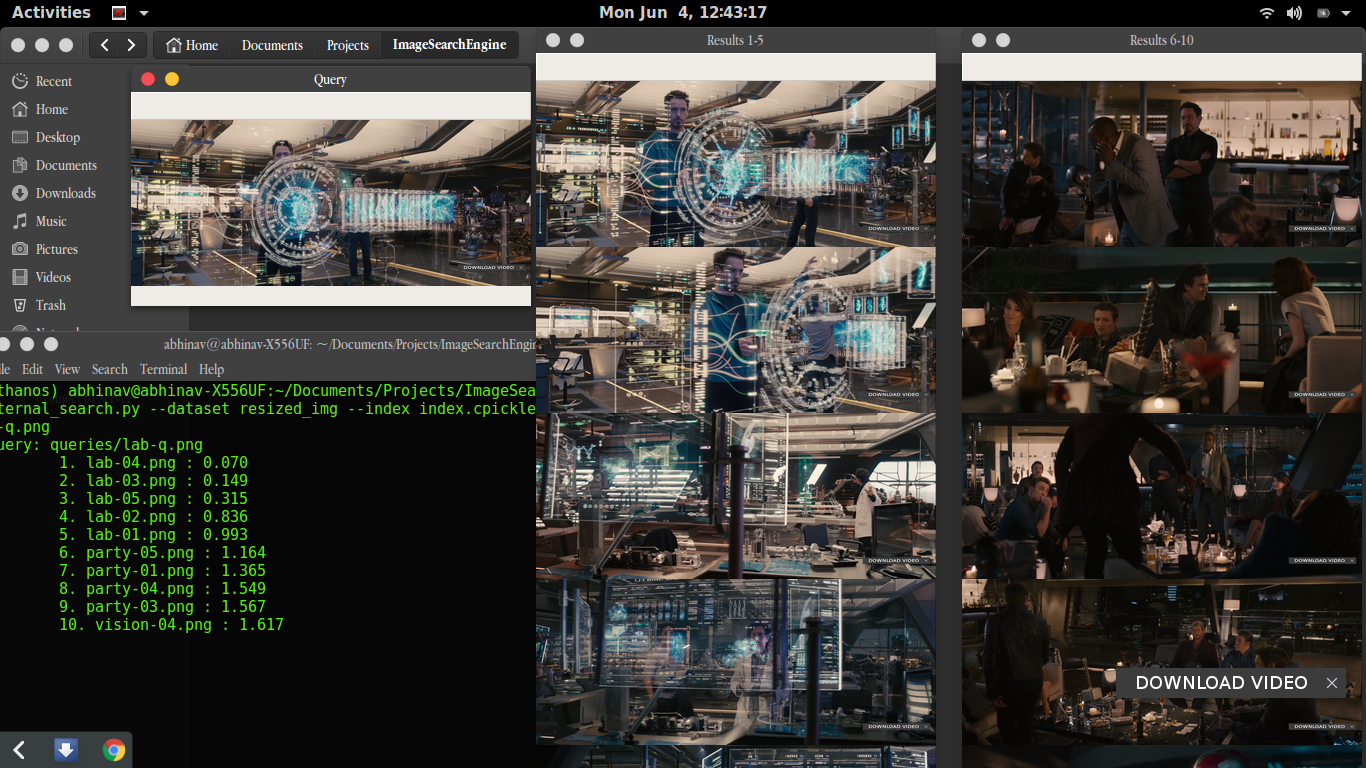 Activities
Mon Jun 4, 12:43:17
Home
Documents
Projects
ImageSearchEngine
Results 1-5
Results 6-10
Recent
Home
Desktop
Documents
Downloads
Music
Pictures
Videos
Trash
Query
DOWNLOAD VIDEO
abhinav@abhinav-X556UF: ~/Documents/Projects/ImageSearchEngin
le Edit View Search Terminal Help
thanos) abhinav@abhinav-X556UF:~/Documents/Projects/ImageSea
ternal_search.py --dataset resized_img --index index.cpickle
-q.png
uery: queries/lab-q.png
1. lab-04.png : 0.070
2. lab-03.png : 0.149
3. lab-05.png : 0.315
4. lab-02.png : 0.836
5. lab-01.png : 0.993
6. party-05.png : 1.164
7. party-01.png : 1.365
8. party-04.png : 1.549
9. party-03.png : 1.567
10. vision-04.png : 1.617
DOWNLOAD VIDEO
DOWNLOAD VIDEO
DOWNLOAD VIDEO
DOWNLOAD VIDEO
DOWNLOAD VIDEO
DOWNLOAD VIDEO
DOWNLOAD VIDEO
DOWNLOAD VIDEO ×
DOWNLOAD VIDEO